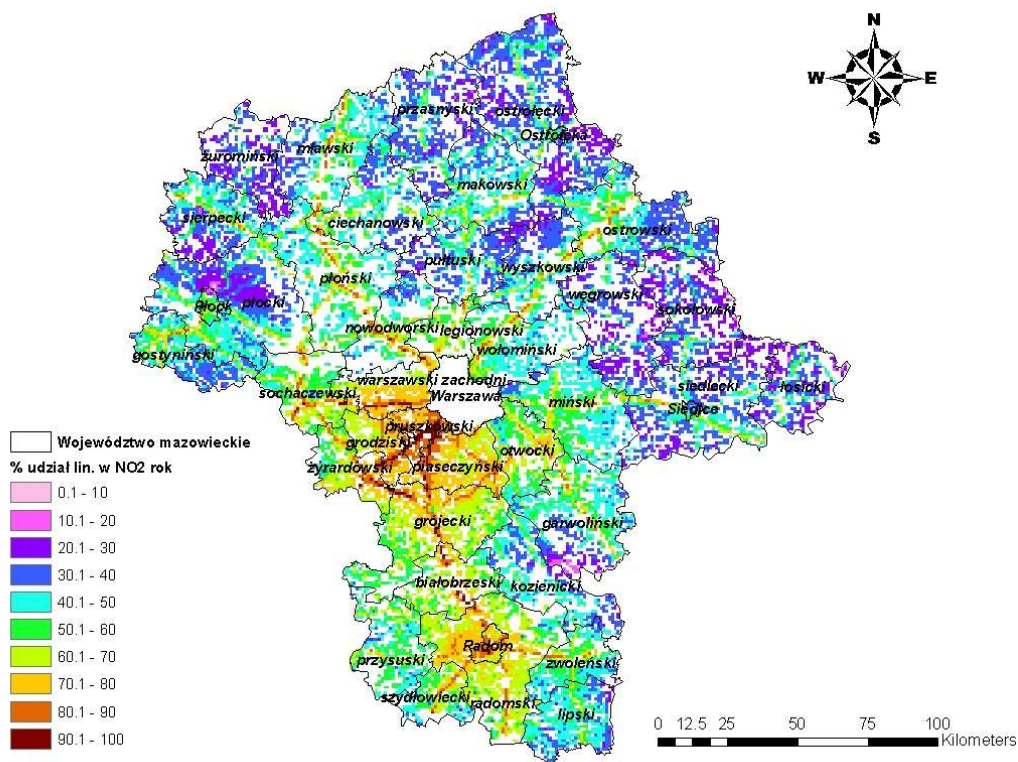 N
W E
S
przasnyski
ostrołęcki
Ostrołęka
żuromiński
mławski
makowski
sierpecki
ciechanowski
ostrowski
pułtuski
wyszkowski
płoński
węgrowski
sokołowski
Płock
płocki
nowodworski
legionowski
gostyniński
wołomiński
warszawski zachodni
siedlecki
łosicki
sochaczewski
Warszawa
miński
Siedlce
pruszkowski
grodziski
otwocki
żyrardowski
piaseczyński
grójecki
garwoliński
białobrzeski
kozienicki
Radom
przysuski
zwoleński
szydłowiecki
radomski
lipski
Województwo mazowieckie
% udział lin. w NO2 rok
0.1 - 10
10.1 - 20
20.1 - 30
30.1 - 40
40.1 - 50
50.1 - 60
60.1 - 70
70.1 - 80
80.1 - 90
90.1 - 100
0 12.5 25 50 75 100
Kilometers